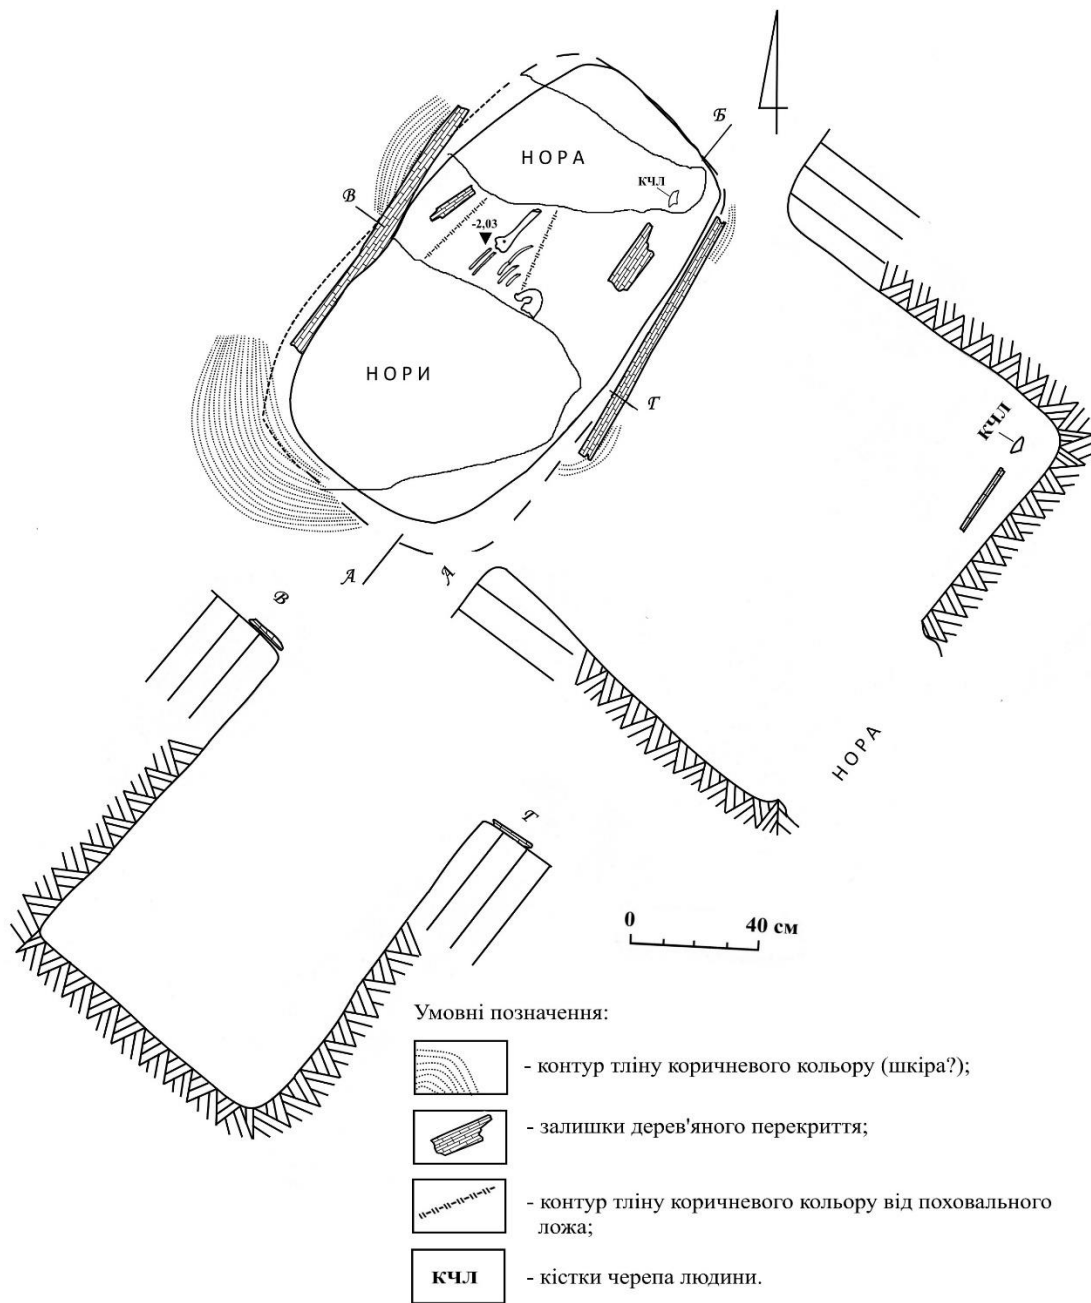 Б
НОРА
КЧЛ
В
-2,03
НОРИ
Г
КЧЛ
А
А
В
НОРА
Г
0 40 см
Умовні позначення:
- контур тліну коричневого кольору (шкіра?);
- залишки дерев'яного перекриття;
- контур тліну коричневого кольору від поховального
ложа;
КЧЛ - кістки черепа людини.